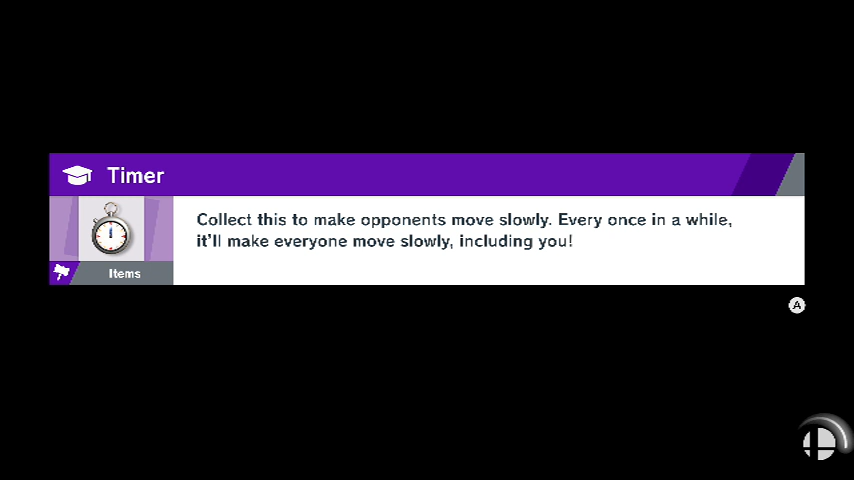 Timer
Collect this to make opponents move slowly. Every once in a while,
it'll make everyone move slowly, including you!
Items
A